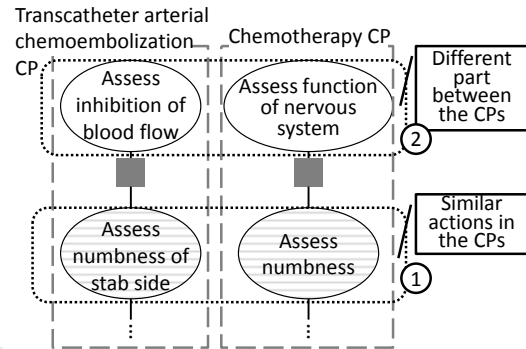 Transcatheter arterial
chemoembolization
CP
Chemotherapy CP
Assess
inhibition of
blood flow
Assess function
of nervous
system
Different
part
between
the CPs
2
Assess
numbness of
stab side
Assess
numbness
Similar
actions in
the CPs
1